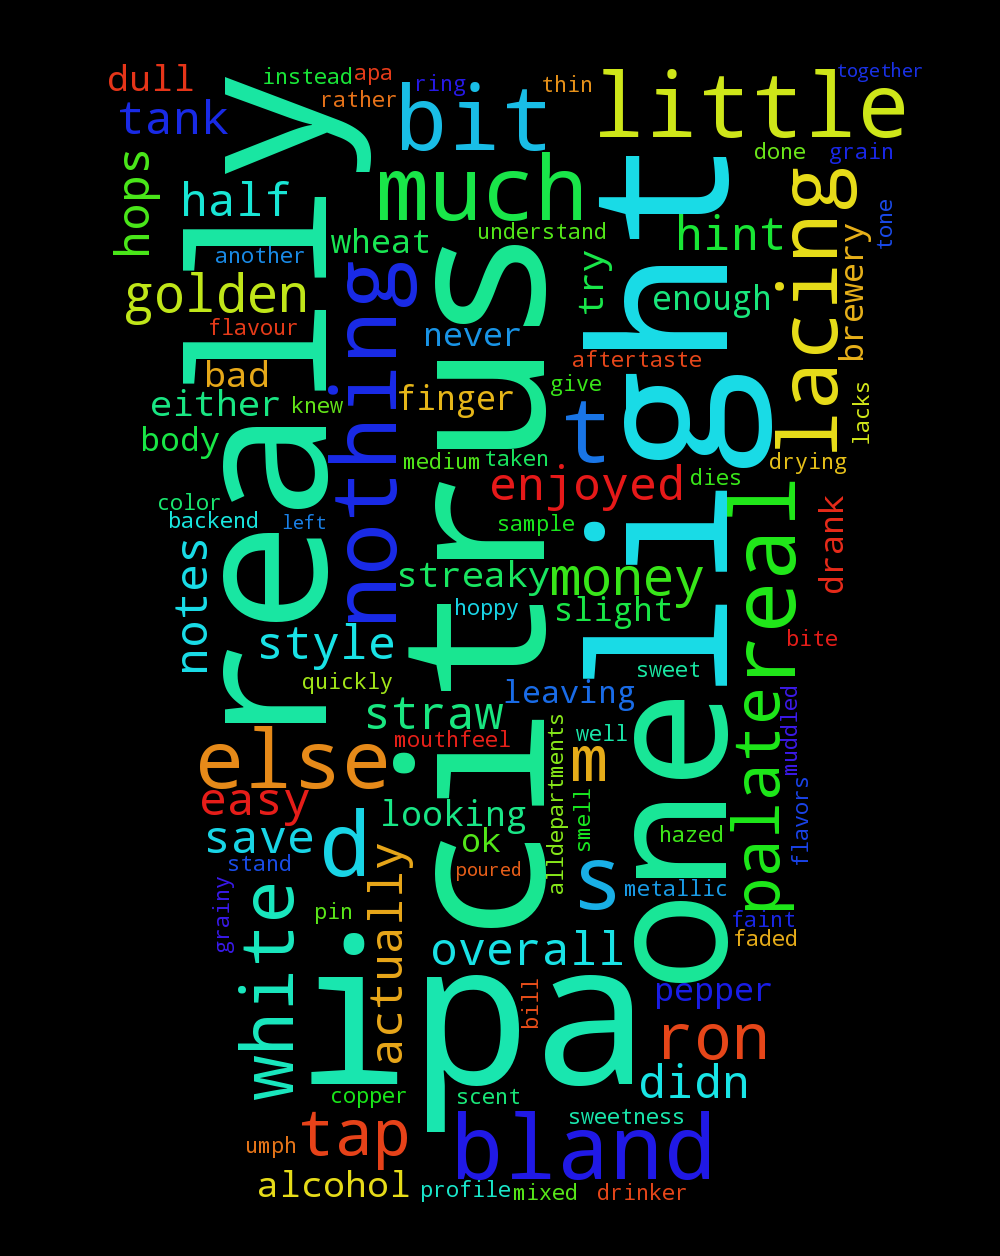 dull
instead
apa
ring
thin
little
together
tank
rather
bit
hops
really
much
done
grain
half
understand
hint
lacing
tone
another
wheat
citrus
try
light
enough
brewery
golden
nothing
flavour
never
aftertaste
bad
finger
give
t
lacks
either
knew
body
medium
taken
enjoyed
dies
drying
color
backend
left
sample
real
drank
notes
streaky
money
hoppy
slight
style
bite
quickly
sweet
leaving
straw
one
palate
muddled
else
mouthfeel
well
m
alldepartments
easy
looking
smell
flavors
save
d
ok
hazed
stand
poured
s
metallic
grainy
white
pin
actually
faint
overall
faded
ipa
bill
pepper
ron
didn
copper
scent
sweetness
umph
tap
bland
alcohol
profile
mixed
drinker